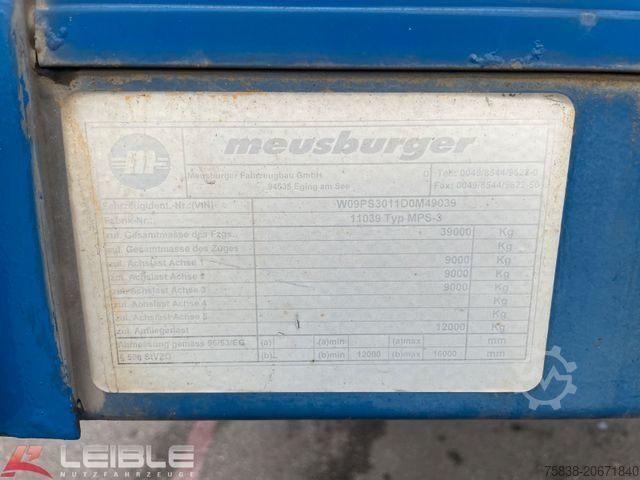 meusburger
Meusburger Fahrzeugbau GmbH
94535 Eging am See
Tel.: 0049/8544/9622-0
Fax: 0049/8544/9622-50
Fahrzeugident.-Nr.:(VIN) W09PS3011D0M49039
Fabrik-Nr.: 11039 Typ MPS-3
zul. Gesamtmasse des Fzgs. 39000 Kg
zul. Gesamtmasse des Zuges Kg
zul. Achslast Achse 1 9000 Kg
zul. Achslast Achse 2 9000 Kg
zul. Achslast Achse 3 9000 Kg
zul. Achslast Achse 4 Kg
zul. Achslast Achse 5 Kg
zul. Aufliegelast 12000 Kg
Abmessung gemäss 96/53/EG (a) (a)min (a)max mm
§ 59a StVZO (b) (b)min 12000 (b)max 16000 mm
LEIBLE
NUTZFAHRZEUGE
75838-20671840